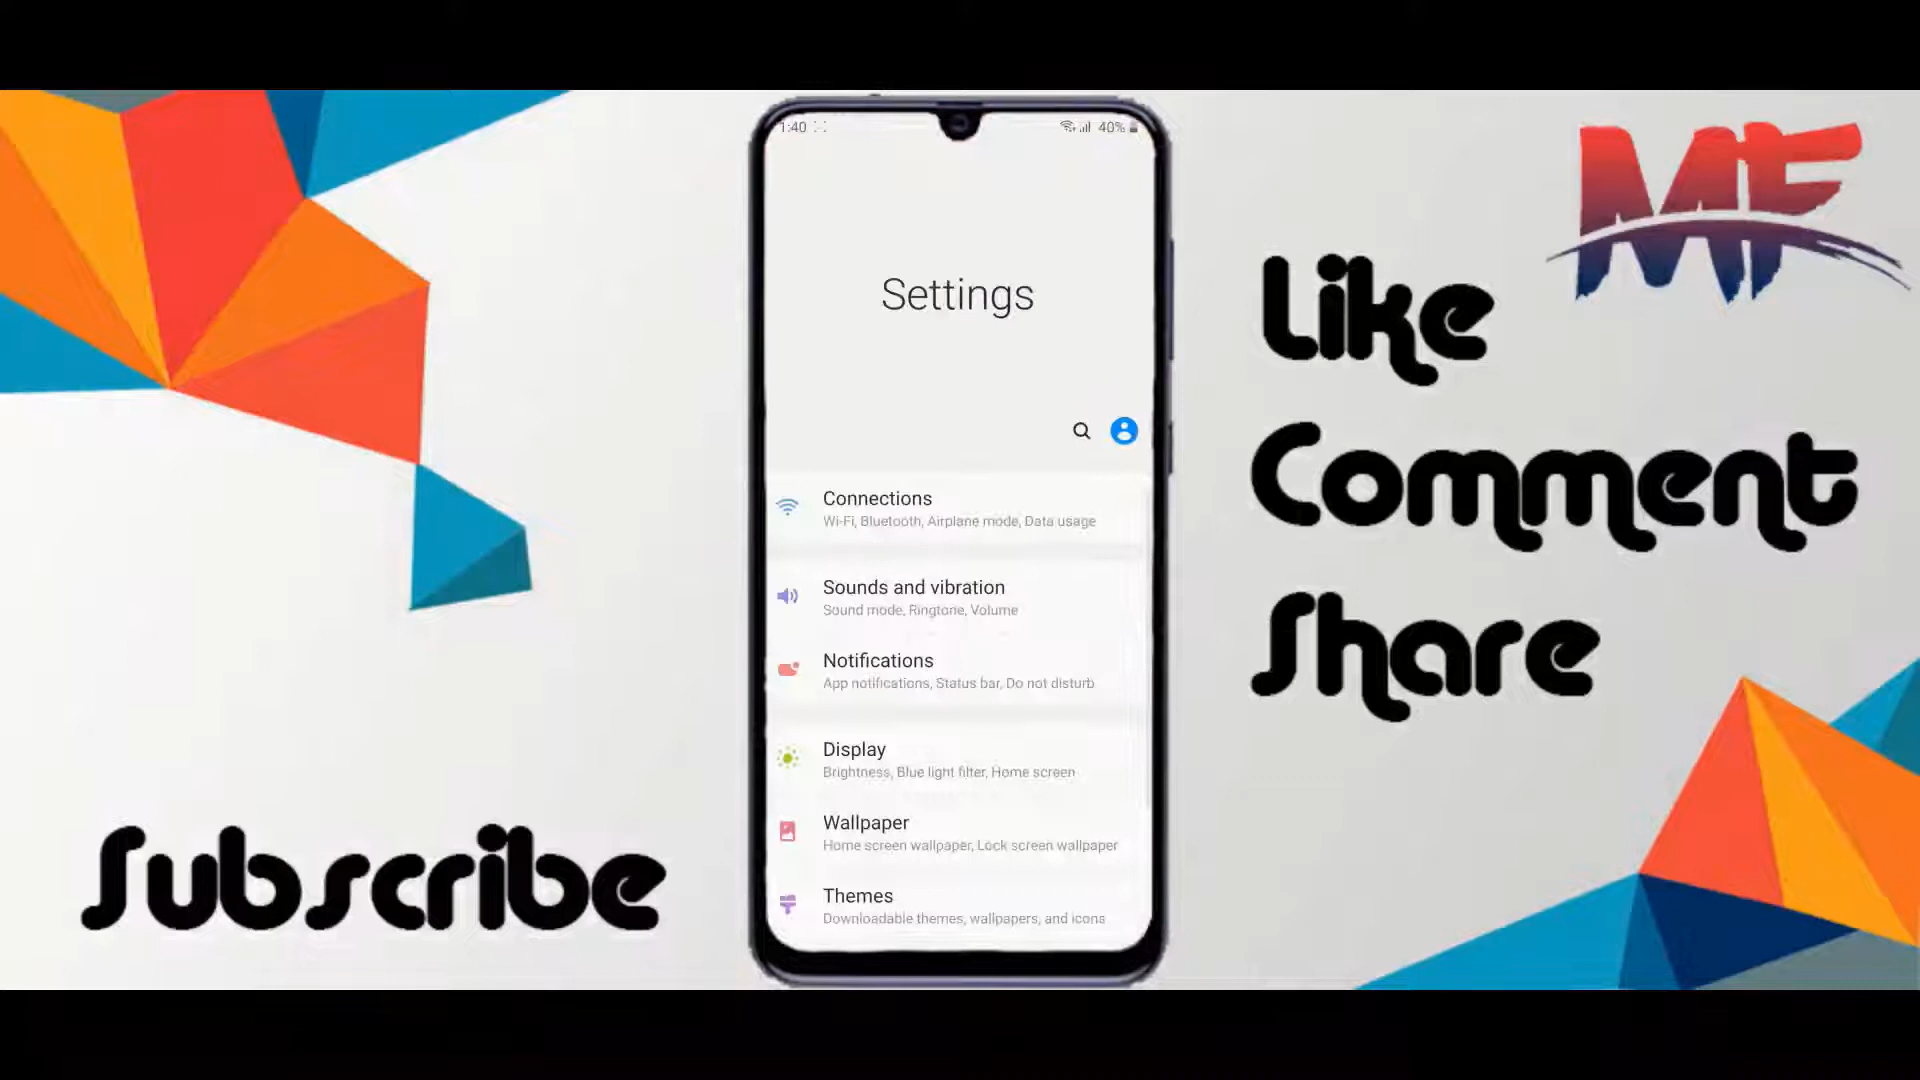 1:40
40%
MF
Settings
Connections
Wi-Fi, Bluetooth, Airplane mode, Data usage
Sounds and vibration
Sound mode, Ringtone, Volume
Notifications
App notifications, Status bar, Do not disturb
Display
Brightness, Blue light filter, Home screen
Wallpaper
Home screen wallpaper, Lock screen wallpaper
Themes
Downloadable themes, wallpapers, and icons
Like
Comment
Share
Subscribe